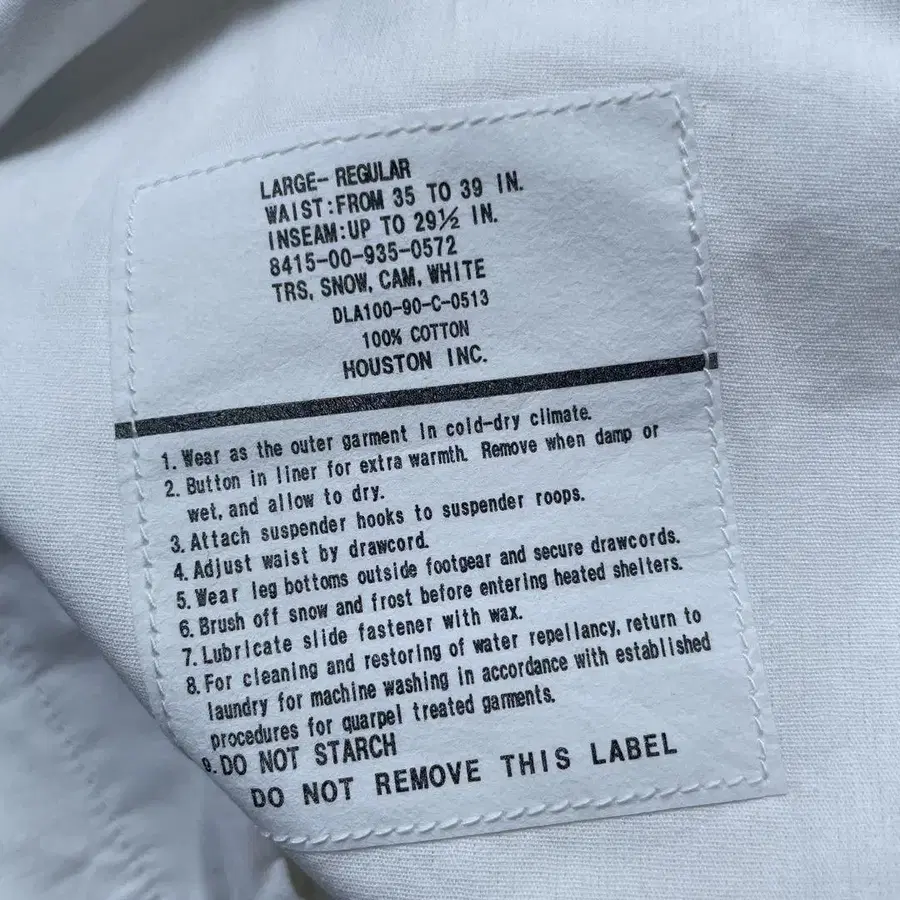 LARGE- REGULAR
WAIST:FROM 35 TO 39 IN.
INSEAM:UP TO 29½ IN.
8415-00-935-0572
TRS, SNOW, CAM, WHITE
DLA100-90-C-0513
100% COTTON
HOUSTON INC.
1. Wear as the outer garment in cold-dry climate.
2. Button in liner for extra warmth. Remove when damp or
wet, and allow to dry.
3. Attach suspender hooks to suspender roops.
4. Adjust waist by drawcord.
5. Wear leg bottoms outside footgear and secure drawcords.
6. Brush off snow and frost before entering heated shelters.
7. Lubricate slide fastener with wax.
8. For cleaning and restoring of water repellancy, return to
laundry for machine washing in accordance with established
procedures for quarpel treated garments.
9. DO NOT STARCH
DO NOT REMOVE THIS LABEL